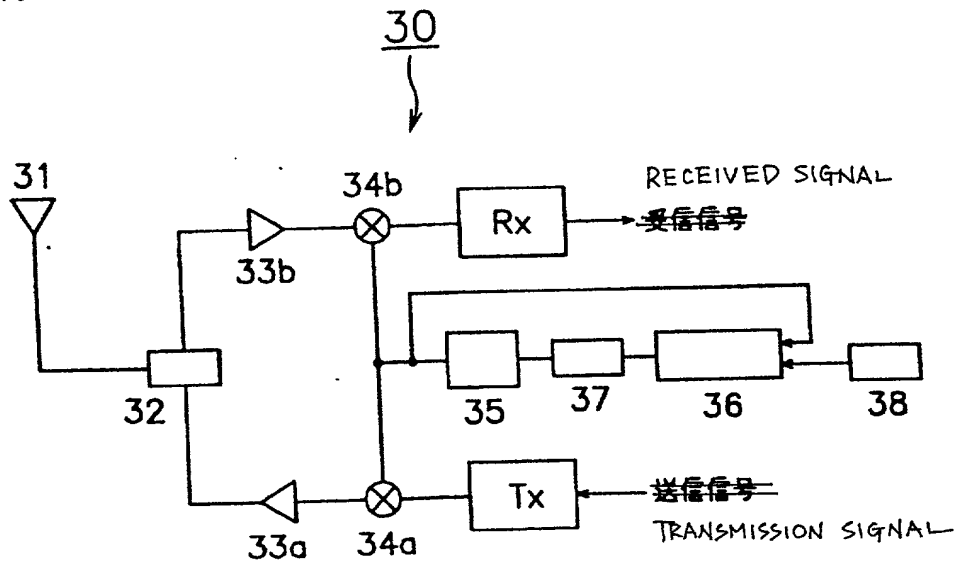 30
31
34b
RECEIVED SIGNAL
Rx
受信信号
33b
32
35
37
36
38
Tx
送信信号
33a
34a
TRANSMISSION SIGNAL